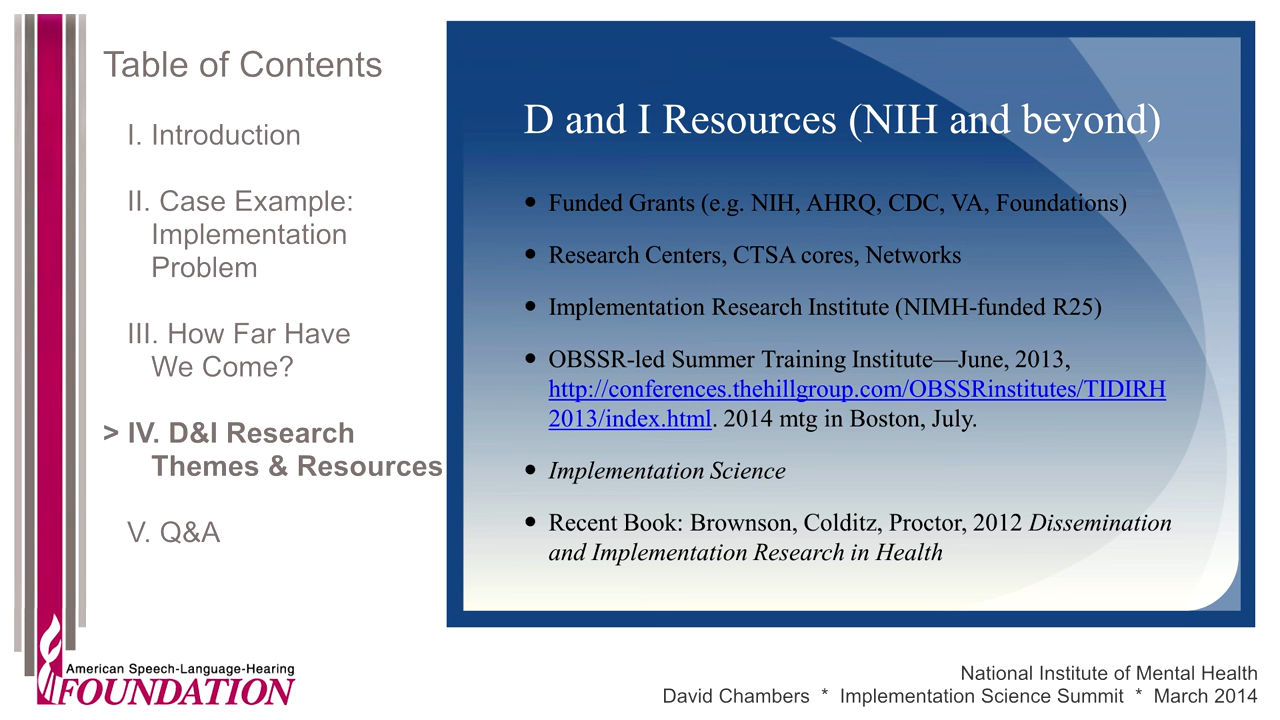 Table of Contents
I. Introduction
II. Case Example:
Implementation
Problem
III. How Far Have
We Come?
> IV. D&I Research
Themes & Resources
V. Q&A
D and I Resources (NIH and beyond)
• Funded Grants (e.g. NIH, AHRQ, CDC, VA, Foundations)
• Research Centers, CTSA cores, Networks
• Implementation Research Institute (NIMH-funded R25)
• OBSSR-led Summer Training Institute—June, 2013,
http://conferences.thehillgroup.com/OBSSRinstitutes/TIDIRH
2013/index.html. 2014 mtg in Boston, July.
• Implementation Science
• Recent Book: Brownson, Colditz, Proctor, 2012 Dissemination
and Implementation Research in Health
American Speech-Language-Hearing
FOUNDATION
National Institute of Mental Health
David Chambers * Implementation Science Summit * March 2014